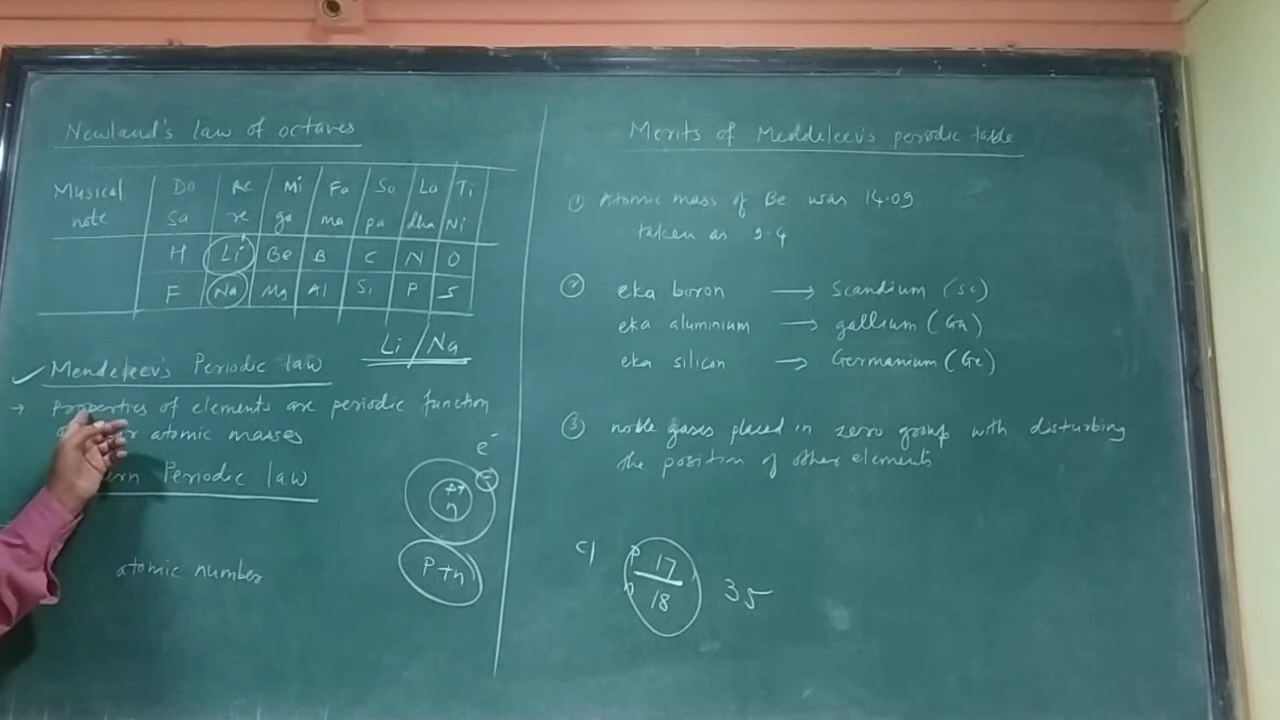 Newland's law of octaves
Musical note Do Re Mi Fa So La Ti
Sa re ga ma pa dha Ni
H Li Be B C N O
F Na Mg Al Si P S
Li / Na
Mendeleev's Periodic law
→ Properties of elements are periodic function
atomic masses
Periodic law
e⁻
n
P + n
atomic number
Merits of Mendeleev's periodic table
① Atomic mass of Be was 14.09
taken as 9.4
② eka boron → Scandium (Sc)
eka aluminium → gallium (Ga)
eka silicon → Germanium (Ge)
③ noble gases placed in zero group with disturbing
the position of other elements
Cl P 17
n 18
35